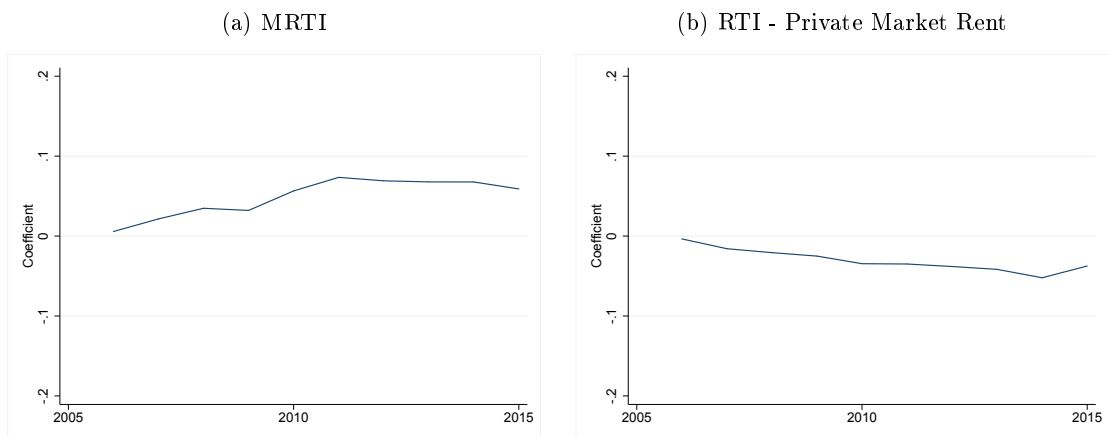 (a) MRTI
.2
.1
0
-.1
-.2
Coefficient
2005 2010 2015
(b) RTI - Private Market Rent
.2
.1
0
-.1
-.2
Coefficient
2005 2010 2015